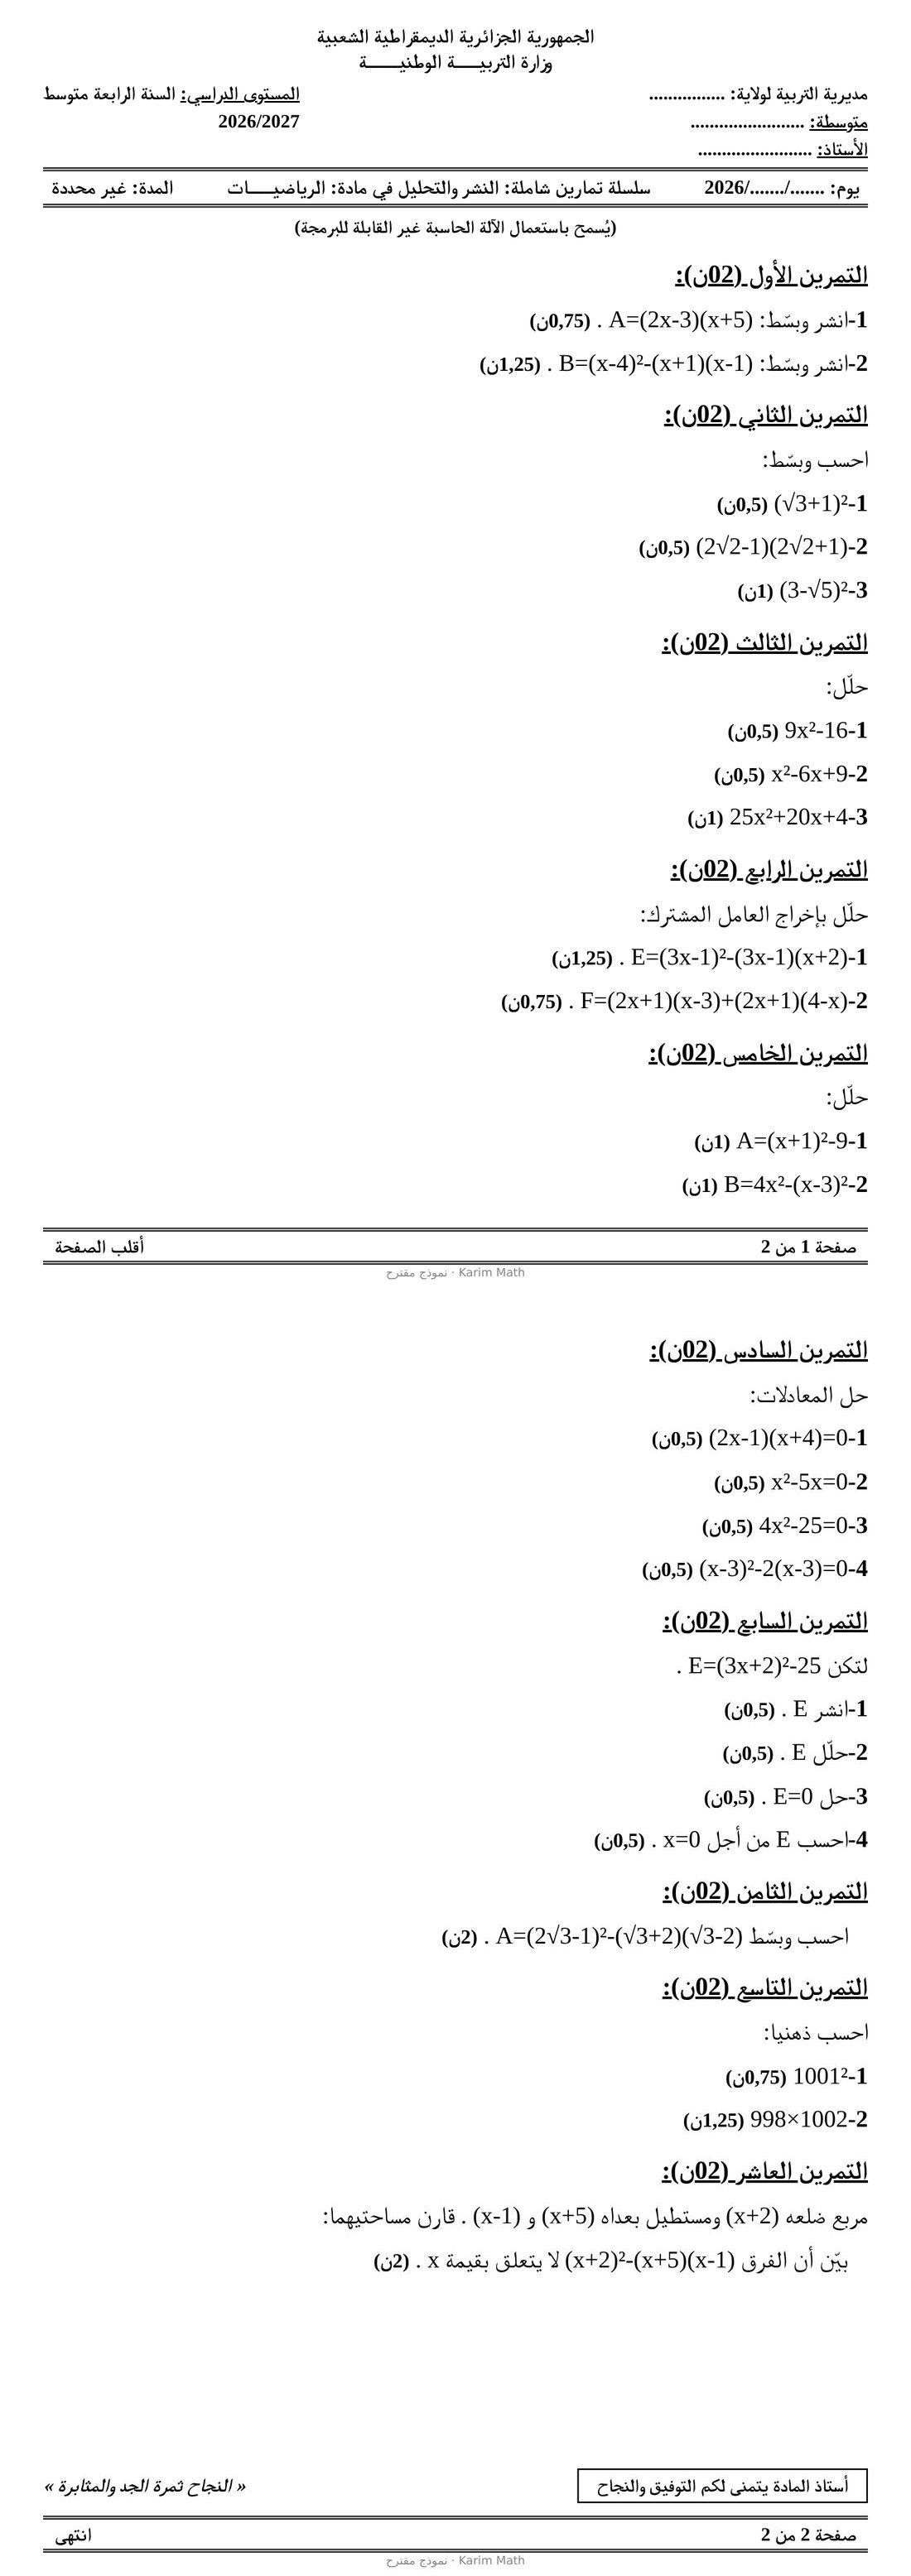 الجمهورية الجزائرية الديمقراطية الشعبية
وزارة التربيـــة الوطنيـــــة
مديرية التربية لولاية: ................ المستوى الدراسي: السنة الرابعة متوسط
متوسطة: ........................ 2026/2027
الأستاذ: ........................
يوم: ......./......./2026 سلسلة تمارين شاملة: النشر والتحليل في مادة: الرياضيـــات المدة: غير محددة
(يُسمح باستعمال الآلة الحاسبة غير القابلة للبرمجة)
التمرين الأول (02ن):
1-انشر وبسّط: A=(2x-3)(x+5) . (0,75ن)
2-انشر وبسّط: B=(x-4)²-(x+1)(x-1) . (1,25ن)
التمرين الثاني (02ن):
احسب وبسّط:
1-(√3+1)² (0,5ن)
2-(2√2-1)(2√2+1) (0,5ن)
3-(3-√5)² (1ن)
التمرين الثالث (02ن):
حلّل:
1-9x²-16 (0,5ن)
2-x²-6x+9 (0,5ن)
3-25x²+20x+4 (1ن)
التمرين الرابع (02ن):
حلّل بإخراج العامل المشترك:
1-E=(3x-1)²-(3x-1)(x+2) . (1,25ن)
2-F=(2x+1)(x-3)+(2x+1)(4-x) . (0,75ن)
التمرين الخامس (02ن):
حلّل:
1-A=(x+1)²-9 (1ن)
2-B=4x²-(x-3)² (1ن)
صفحة 1 من 2 أقلب الصفحة
نموذج مقترح · Karim Math
التمرين السادس (02ن):
حل المعادلات:
1-(2x-1)(x+4)=0 (0,5ن)
2-x²-5x=0 (0,5ن)
3-4x²-25=0 (0,5ن)
4-(x-3)²-2(x-3)=0 (0,5ن)
التمرين السابع (02ن):
لتكن E=(3x+2)²-25 .
1-انشر E . (0,5ن)
2-حلّل E . (0,5ن)
3-حل E=0 . (0,5ن)
4-احسب E من أجل x=0 . (0,5ن)
التمرين الثامن (02ن):
احسب وبسّط A=(2√3-1)²-(√3+2)(√3-2) . (2ن)
التمرين التاسع (02ن):
احسب ذهنيا:
1-1001² (0,75ن)
2-998×1002 (1,25ن)
التمرين العاشر (02ن):
مربع ضلعه (x+2) ومستطيل بعداه (x+5) و (x-1) . قارن مساحتيهما:
بيّن أن الفرق (x+2)²-(x+5)(x-1) لا يتعلق بقيمة x . (2ن)
أستاذ المادة يتمنى لكم التوفيق والنجاح « النجاح ثمرة الجد والمثابرة »
صفحة 2 من 2 انتهى
نموذج مقترح · Karim Math